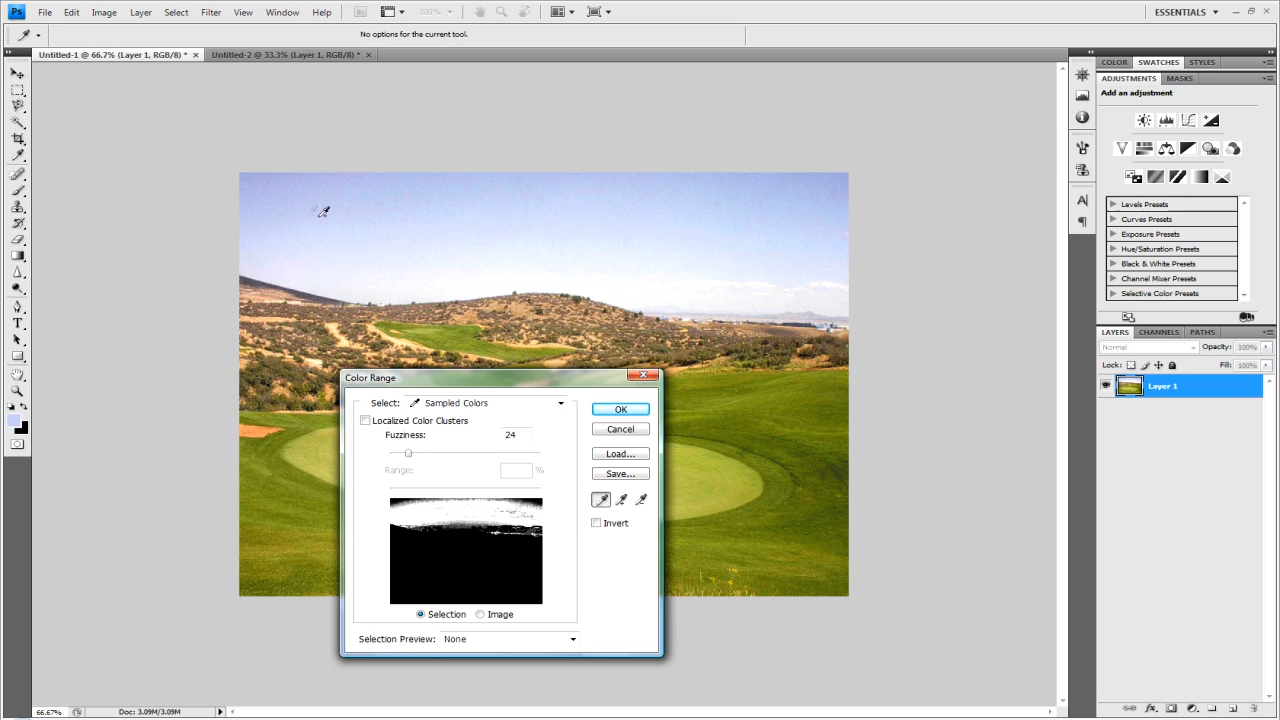 Ps File Edit Image Layer Select Filter View Window Help Br 100% ESSENTIALS
No options for the current tool.
Untitled-1 @ 66.7% (Layer 1, RGB/8) * Untitled-2 @ 33.3% (Layer 1, RGB/8) *
COLOR SWATCHES STYLES
ADJUSTMENTS MASKS
Add an adjustment
Levels Presets
Curves Presets
Exposure Presets
Hue/Saturation Presets
Black & White Presets
Channel Mixer Presets
Selective Color Presets
LAYERS CHANNELS PATHS
Normal Opacity: 100%
Lock: Fill: 100%
Layer 1
Color Range
Select: Sampled Colors
Localized Color Clusters
Fuzziness: 24
Range: %
OK
Cancel
Load...
Save...
Invert
Selection Image
Selection Preview: None
66.67% Doc: 3.09M/3.09M